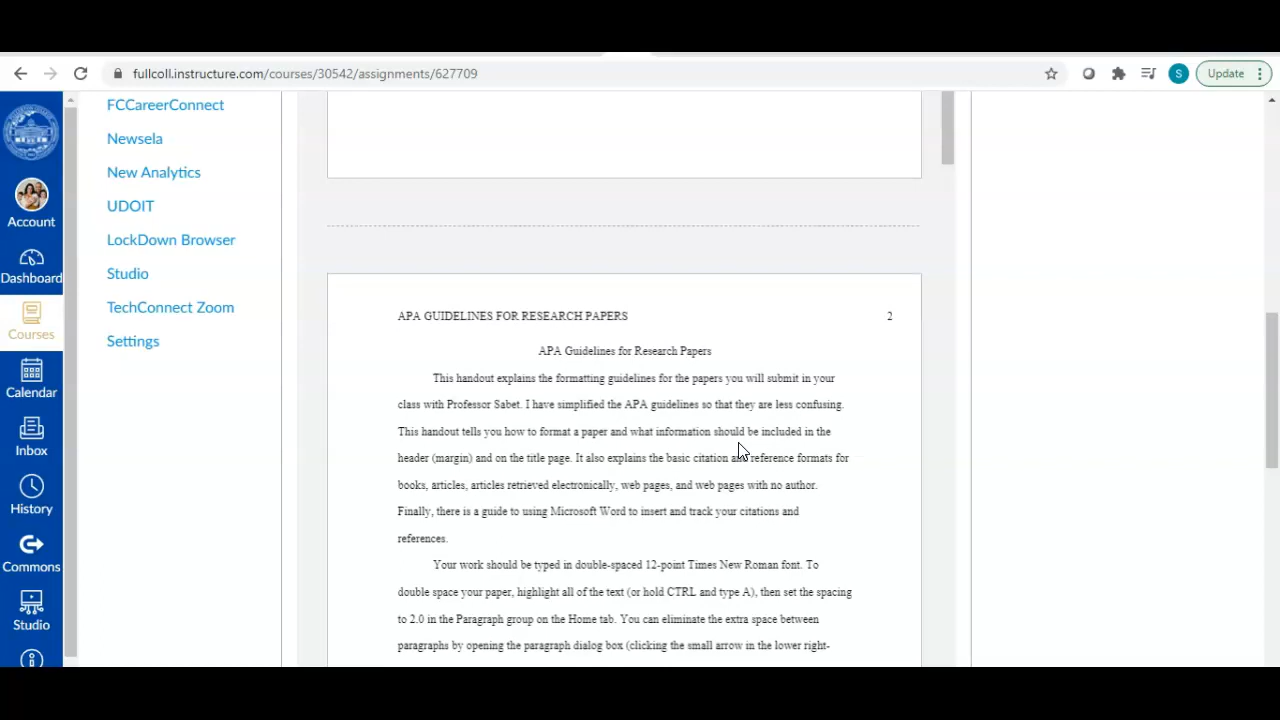 fullcoll.instructure.com/courses/30542/assignments/627709
S
Update
Account
Dashboard
Courses
Calendar
Inbox
History
Commons
Studio
FCCareerConnect
Newsela
New Analytics
UDOIT
LockDown Browser
Studio
TechConnect Zoom
Settings
APA GUIDELINES FOR RESEARCH PAPERS 2
APA Guidelines for Research Papers
This handout explains the formatting guidelines for the papers you will submit in your
class with Professor Sabet. I have simplified the APA guidelines so that they are less confusing.
This handout tells you how to format a paper and what information should be included in the
header (margin) and on the title page. It also explains the basic citation and reference formats for
books, articles, articles retrieved electronically, web pages, and web pages with no author.
Finally, there is a guide to using Microsoft Word to insert and track your citations and
references.
Your work should be typed in double-spaced 12-point Times New Roman font. To
double space your paper, highlight all of the text (or hold CTRL and type A), then set the spacing
to 2.0 in the Paragraph group on the Home tab. You can eliminate the extra space between
paragraphs by opening the paragraph dialog box (clicking the small arrow in the lower right-